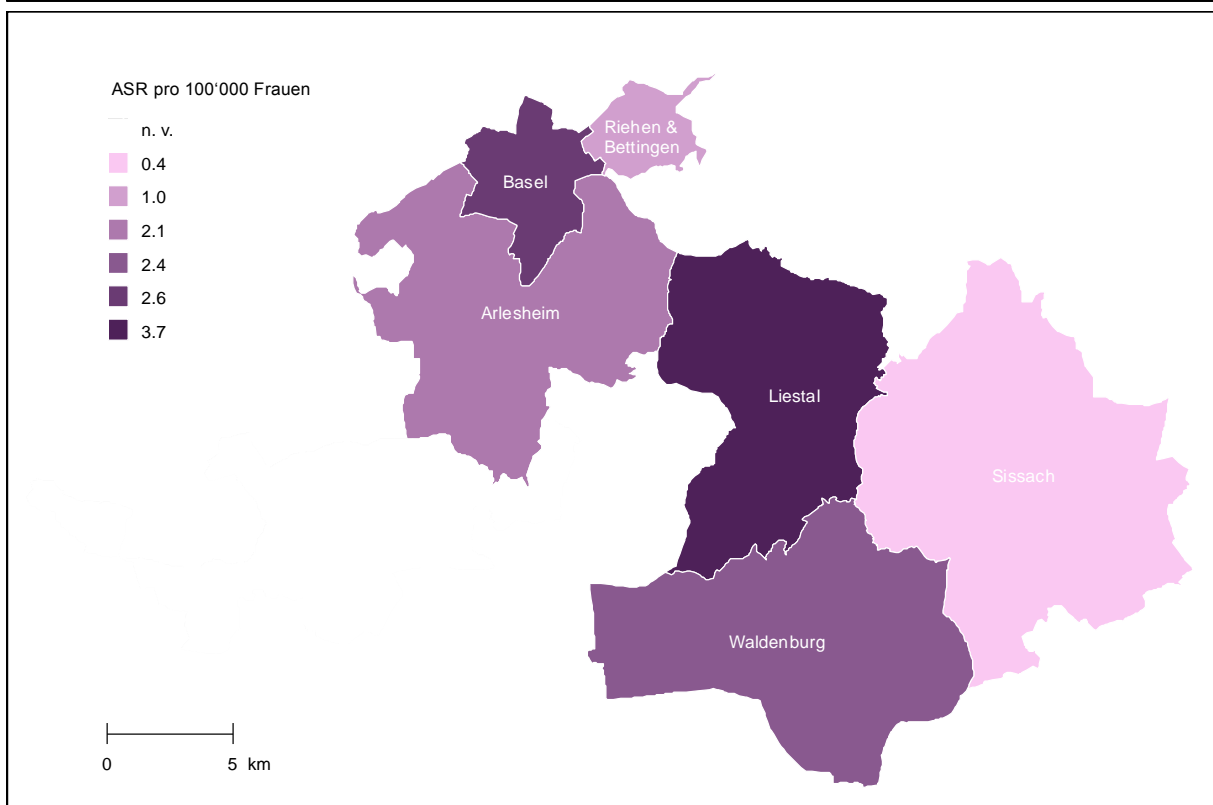 ASR pro 100‘000 Frauen
n. v.
0.4
1.0
2.1
2.4
2.6
3.7
Riehen &
Bettingen
Basel
Arlesheim
Liestal
Sissach
Waldenburg
0 5 km